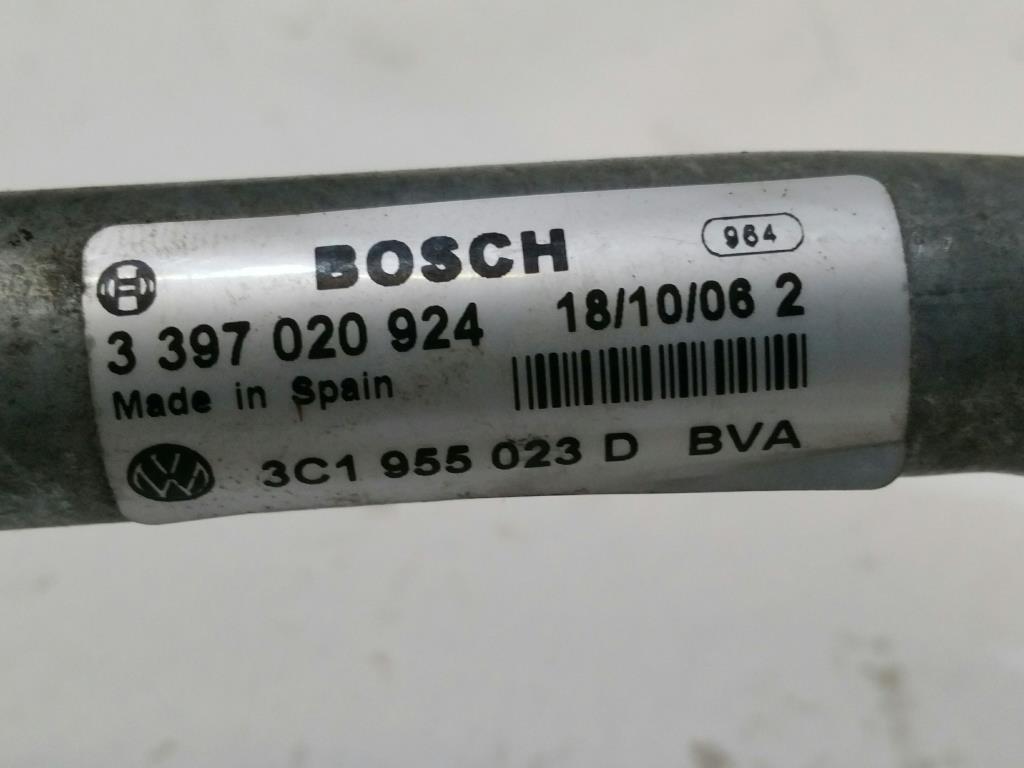 BOSCH 964
3 397 020 924 18/10/06 2
Made in Spain
3C1 955 023 D BVA